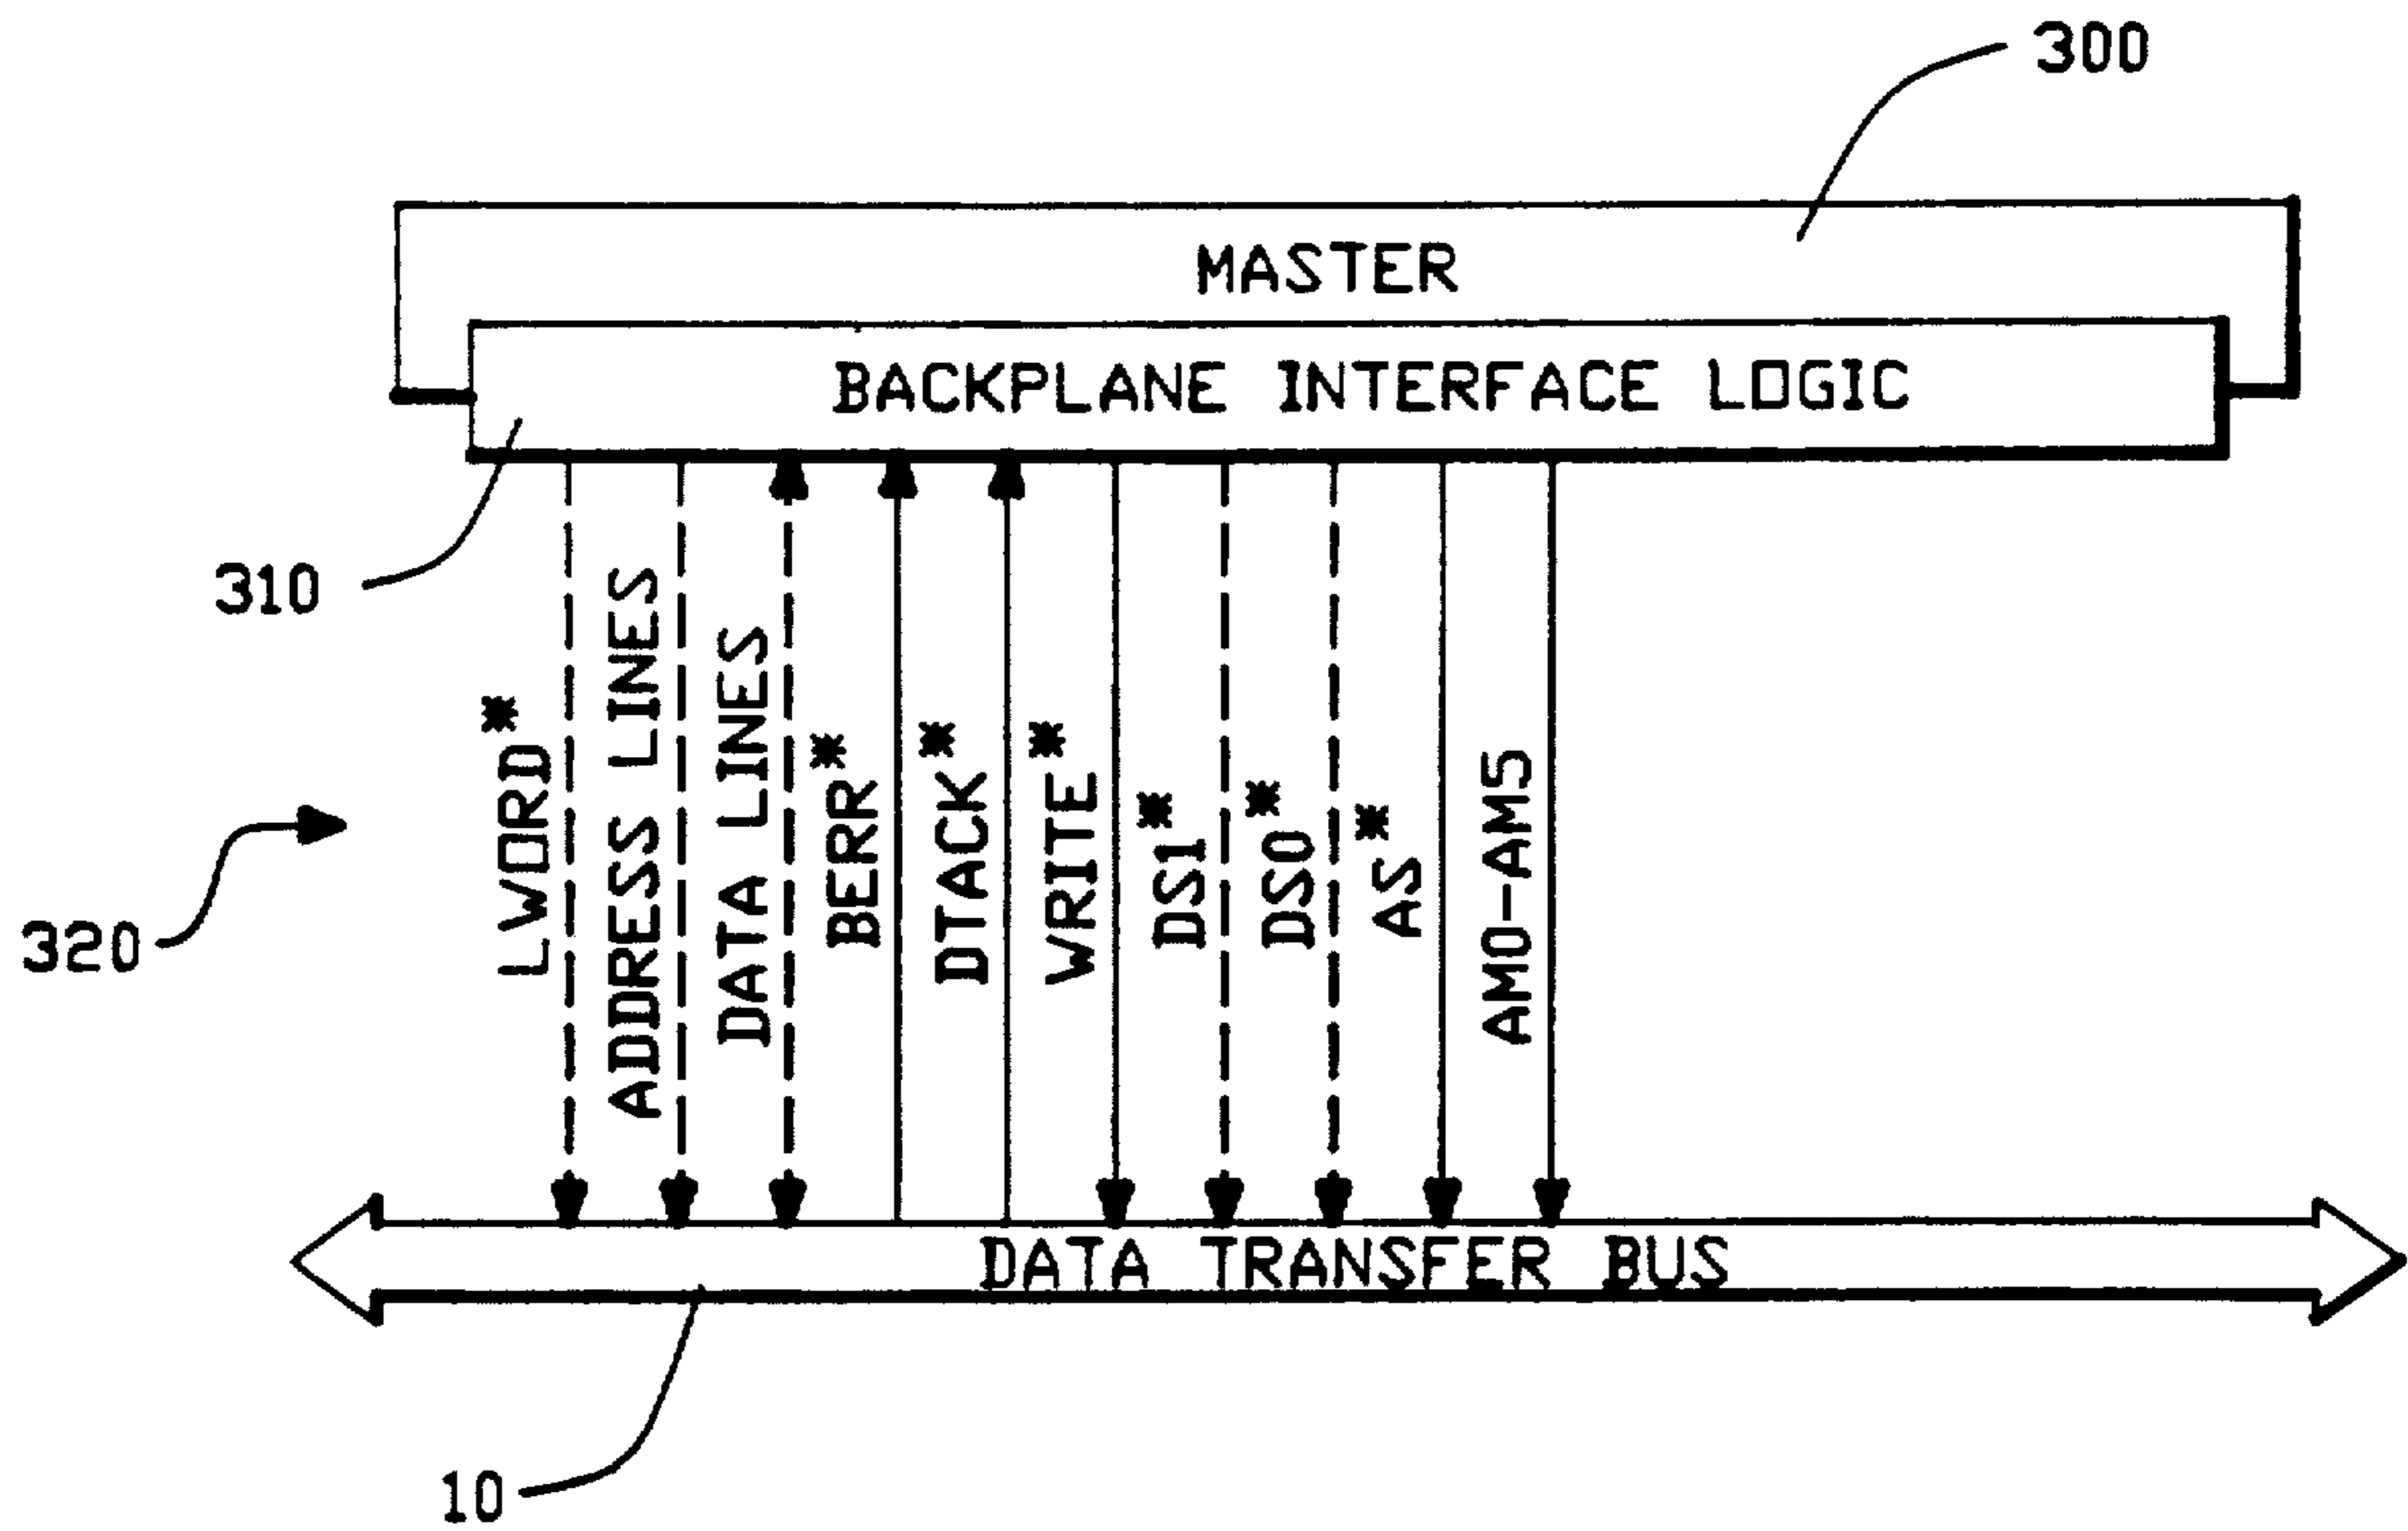 300
MASTER
BACKPLANE INTERFACE LOGIC
310
320
LWORD*
ADDRESS LINES
DATA LINES
BERR*
DTACK*
WRITE*
DS1*
DS0*
AS*
AM0-AM5
DATA TRANSFER BUS
10